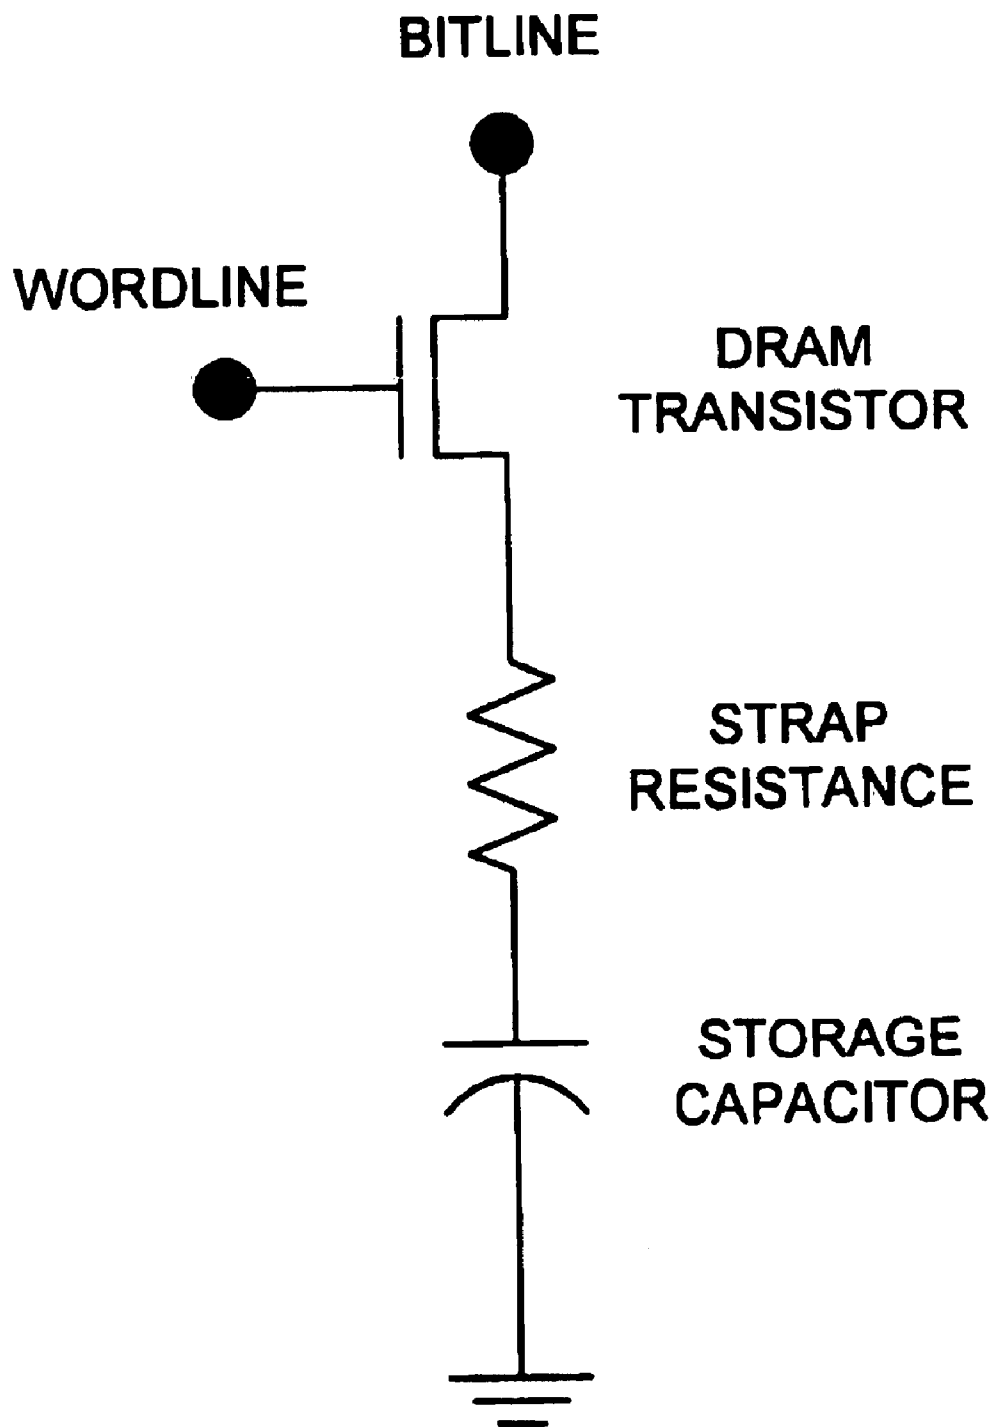 BITLINE
WORDLINE
DRAM
TRANSISTOR
STRAP
RESISTANCE
STORAGE
CAPACITOR